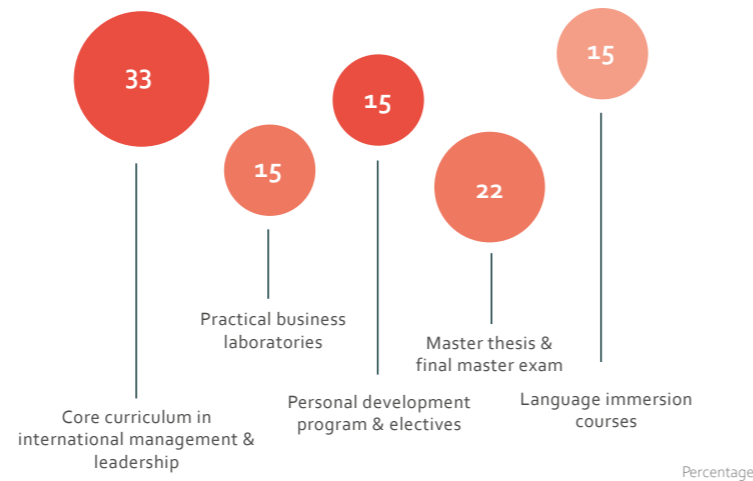 33
15
15
22
15
Practical business
laboratories
Master thesis &
final master exam
Personal development
program & electives
Language immersion
courses
Core curriculum in
international management &
leadership
Percentage